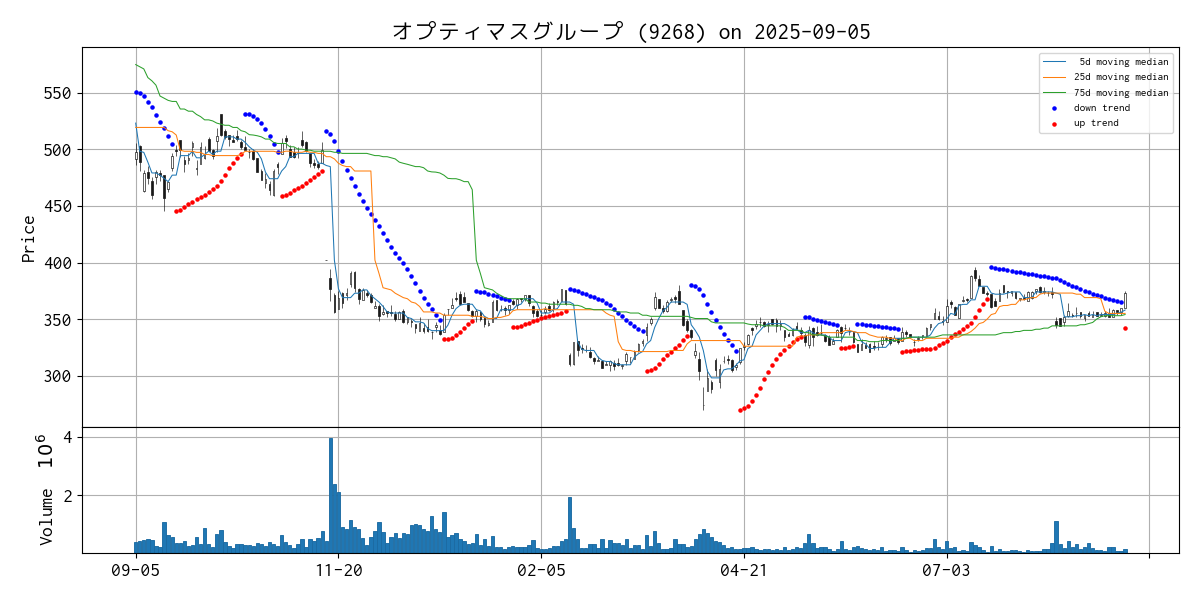 オプティマスグループ (9268) on 2025-09-05
5d moving median
25d moving median
75d moving median
down trend
up trend
550
500
450
400
350
300
Price
4
2
Volume 10⁶
09-05
11-20
02-05
04-21
07-03